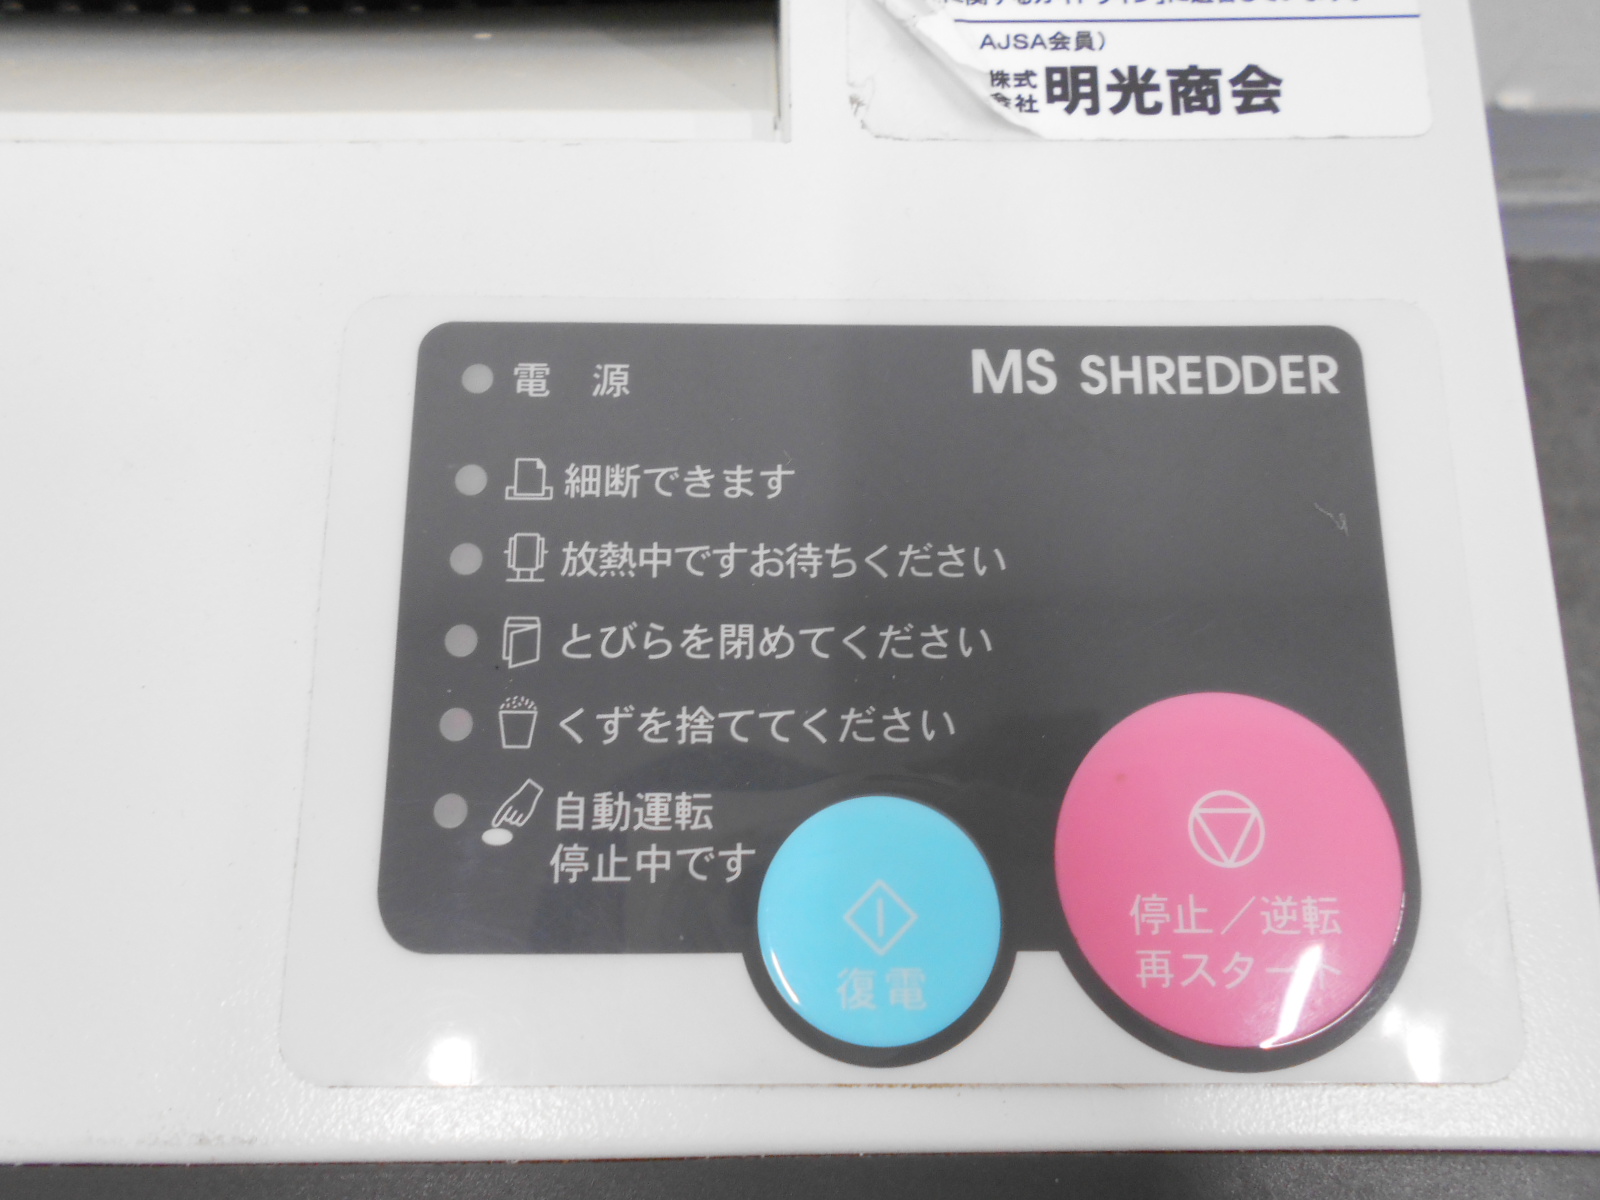 AJSA会員）
株式
会社
明光商会
電 源
MS SHREDDER
細断できます
放熱中ですお待ちください
とびらを閉めてください
くずを捨ててください
自動運転
停止中です
復電
停止／逆転
再スタート